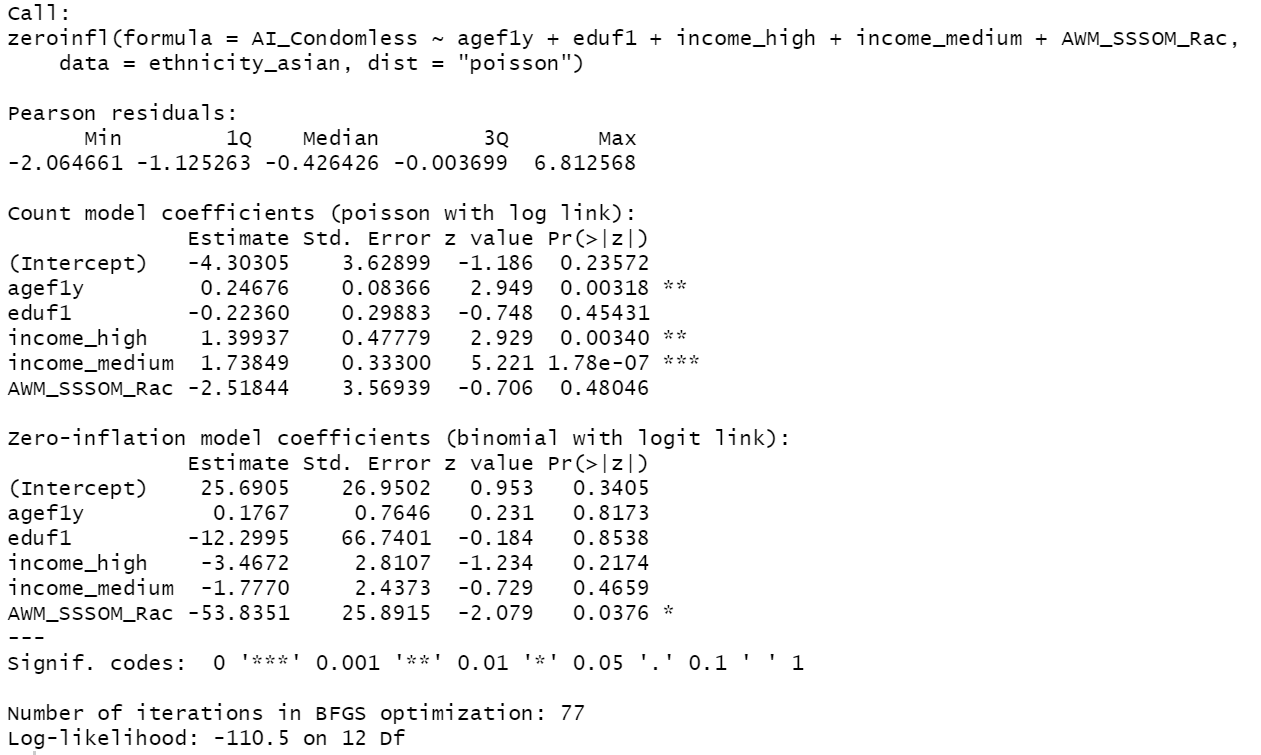 Call:
zeroinfl(formula = AI_Condomless ~ agef1y + eduf1 + income_high + income_medium + AWM_SSSOM_Rac,
    data = ethnicity_asian, dist = "poisson")

Pearson residuals:
      Min        1Q    Median        3Q       Max
-2.064661 -1.125263 -0.426426 -0.003699  6.812568

Count model coefficients (poisson with log link):
              Estimate Std. Error z value Pr(>|z|)
(Intercept)   -4.30305    3.62899  -1.186  0.23572
agef1y         0.24676    0.08366   2.949  0.00318 **
eduf1         -0.22360    0.29883  -0.748  0.45431
income_high    1.39937    0.47779   2.929  0.00340 **
income_medium  1.73849    0.33300   5.221 1.78e-07 ***
AWM_SSSOM_Rac -2.51844    3.56939  -0.706  0.48046

Zero-inflation model coefficients (binomial with logit link):
              Estimate Std. Error z value Pr(>|z|)
(Intercept)    25.6905    26.9502   0.953   0.3405
agef1y          0.1767     0.7646   0.231   0.8173
eduf1         -12.2995    66.7401  -0.184   0.8538
income_high    -3.4672     2.8107  -1.234   0.2174
income_medium  -1.7770     2.4373  -0.729   0.4659
AWM_SSSOM_Rac -53.8351    25.8915  -2.079   0.0376 *
---
Signif. codes:  0 '***' 0.001 '**' 0.01 '*' 0.05 '.' 0.1 ' ' 1

Number of iterations in BFGS optimization: 77
Log-likelihood: -110.5 on 12 Df